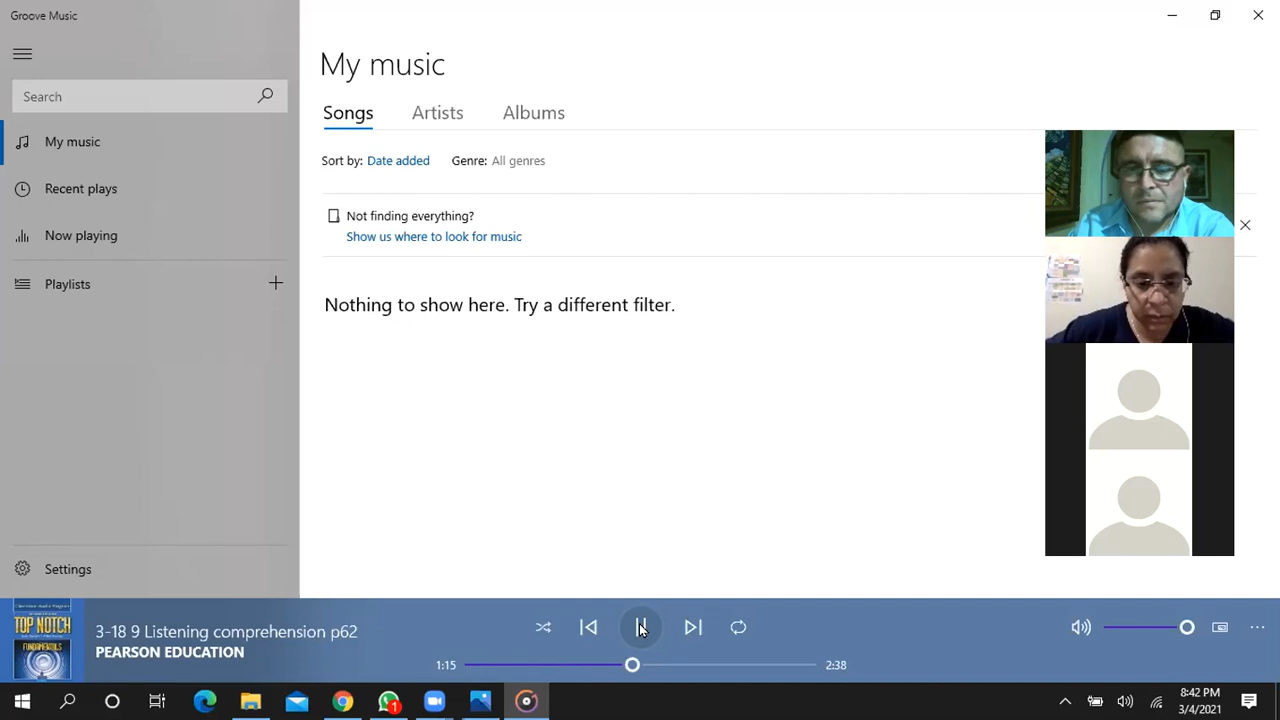 Groove Music
My music
Search
Songs Artists Albums
My music
Sort by: Date added Genre: All genres
Recent plays
Not finding everything?
Show us where to look for music
Now playing
Playlists
Nothing to show here. Try a different filter.
Settings
TOP NOTCH
FUNDAMENTALS
3-18 9 Listening comprehension p62
PEARSON EDUCATION
1:15
2:38
1
8:42 PM
3/4/2021